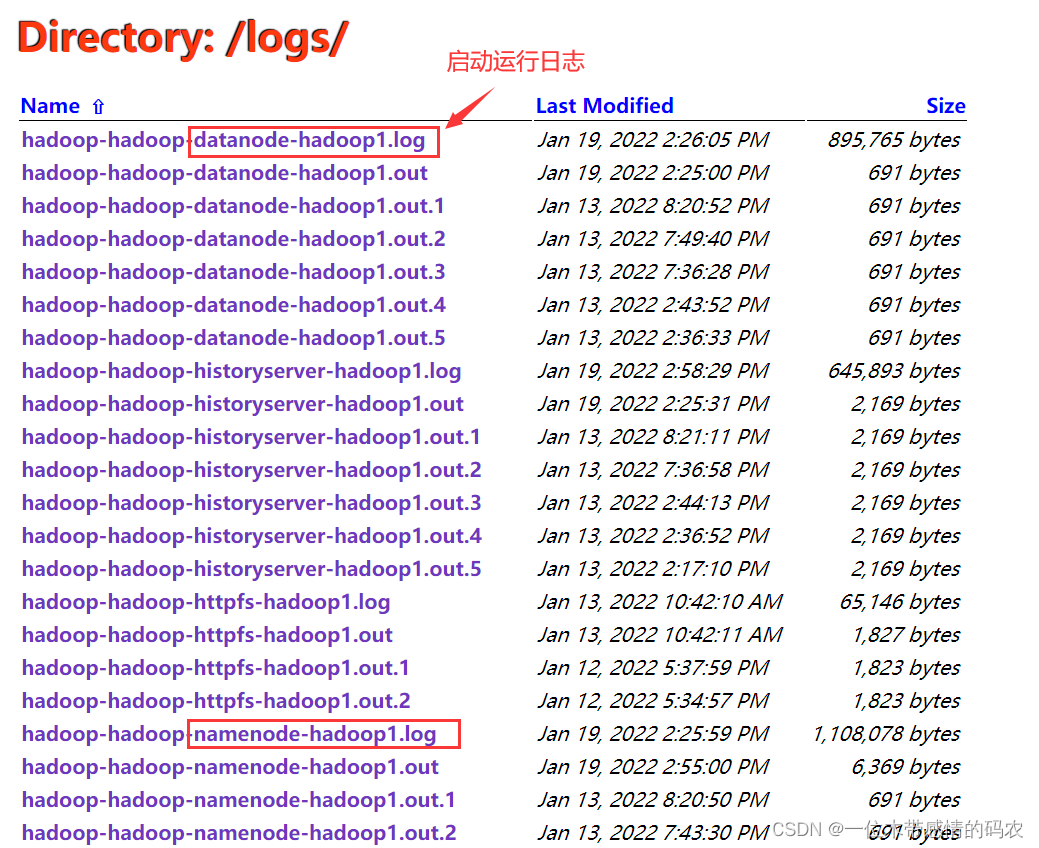 Directory: /logs/
启动运行日志
Name ⇧ Last Modified Size
hadoop-hadoop-datanode-hadoop1.log Jan 19, 2022 2:26:05 PM 895,765 bytes
hadoop-hadoop-datanode-hadoop1.out Jan 19, 2022 2:25:00 PM 691 bytes
hadoop-hadoop-datanode-hadoop1.out.1 Jan 13, 2022 8:20:52 PM 691 bytes
hadoop-hadoop-datanode-hadoop1.out.2 Jan 13, 2022 7:49:40 PM 691 bytes
hadoop-hadoop-datanode-hadoop1.out.3 Jan 13, 2022 7:36:28 PM 691 bytes
hadoop-hadoop-datanode-hadoop1.out.4 Jan 13, 2022 2:43:52 PM 691 bytes
hadoop-hadoop-datanode-hadoop1.out.5 Jan 13, 2022 2:36:33 PM 691 bytes
hadoop-hadoop-historyserver-hadoop1.log Jan 19, 2022 2:58:29 PM 645,893 bytes
hadoop-hadoop-historyserver-hadoop1.out Jan 19, 2022 2:25:31 PM 2,169 bytes
hadoop-hadoop-historyserver-hadoop1.out.1 Jan 13, 2022 8:21:11 PM 2,169 bytes
hadoop-hadoop-historyserver-hadoop1.out.2 Jan 13, 2022 7:36:58 PM 2,169 bytes
hadoop-hadoop-historyserver-hadoop1.out.3 Jan 13, 2022 2:44:13 PM 2,169 bytes
hadoop-hadoop-historyserver-hadoop1.out.4 Jan 13, 2022 2:36:52 PM 2,169 bytes
hadoop-hadoop-historyserver-hadoop1.out.5 Jan 13, 2022 2:17:10 PM 2,169 bytes
hadoop-hadoop-httpfs-hadoop1.log Jan 13, 2022 10:42:10 AM 65,146 bytes
hadoop-hadoop-httpfs-hadoop1.out Jan 13, 2022 10:42:11 AM 1,827 bytes
hadoop-hadoop-httpfs-hadoop1.out.1 Jan 12, 2022 5:37:59 PM 1,823 bytes
hadoop-hadoop-httpfs-hadoop1.out.2 Jan 12, 2022 5:34:57 PM 1,823 bytes
hadoop-hadoop-namenode-hadoop1.log Jan 19, 2022 2:25:59 PM 1,108,078 bytes
hadoop-hadoop-namenode-hadoop1.out Jan 19, 2022 2:55:00 PM 6,369 bytes
hadoop-hadoop-namenode-hadoop1.out.1 Jan 13, 2022 8:20:50 PM 691 bytes
hadoop-hadoop-namenode-hadoop1.out.2 Jan 13, 2022 7:43:30 PM 691 bytes
CSDN @一位木带感情的码农